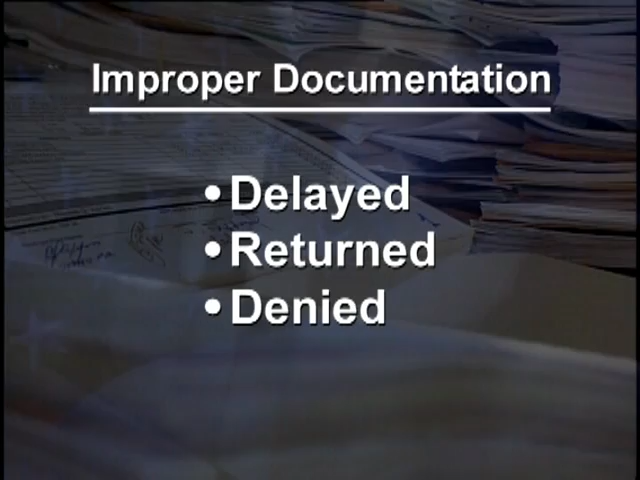 Improper Documentation
• Delayed
• Returned
• Denied